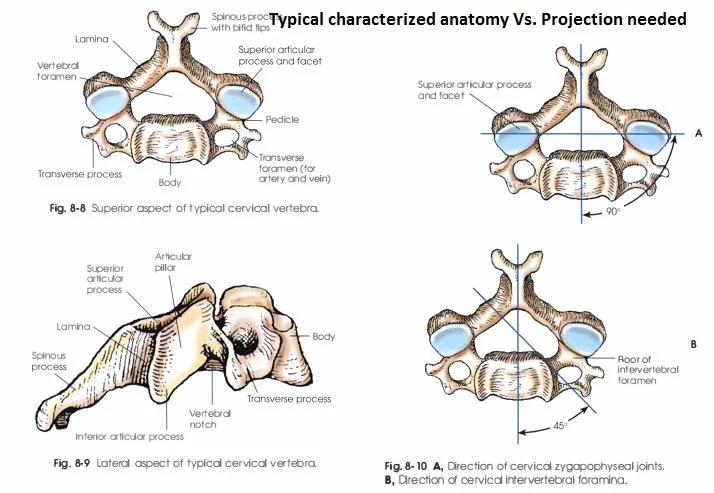 Typical characterized anatomy Vs. Projection needed
Spinous proc
with bifid tips
Lamina
Superior articular
process and facet
Vertebral
foramen
Pedicle
Transverse
foramen (for
artery and vein)
Transverse process
Body
Fig. 8-8 Superior aspect of typical cervical vertebra.
Superior articular process
and facet
A
90°
Articular
pillar
Superior
articular
process
Lamina
Body
Spinous
process
Transverse process
Vertebral
notch
Inferior articular process
Fig. 8-9 Lateral aspect of typical cervical vertebra.
B
Floor of
intervertebral
foramen
45°
Fig. 8-10 A, Direction of cervical zygapophyseal joints.
B, Direction of cervical intervertebral foramina.